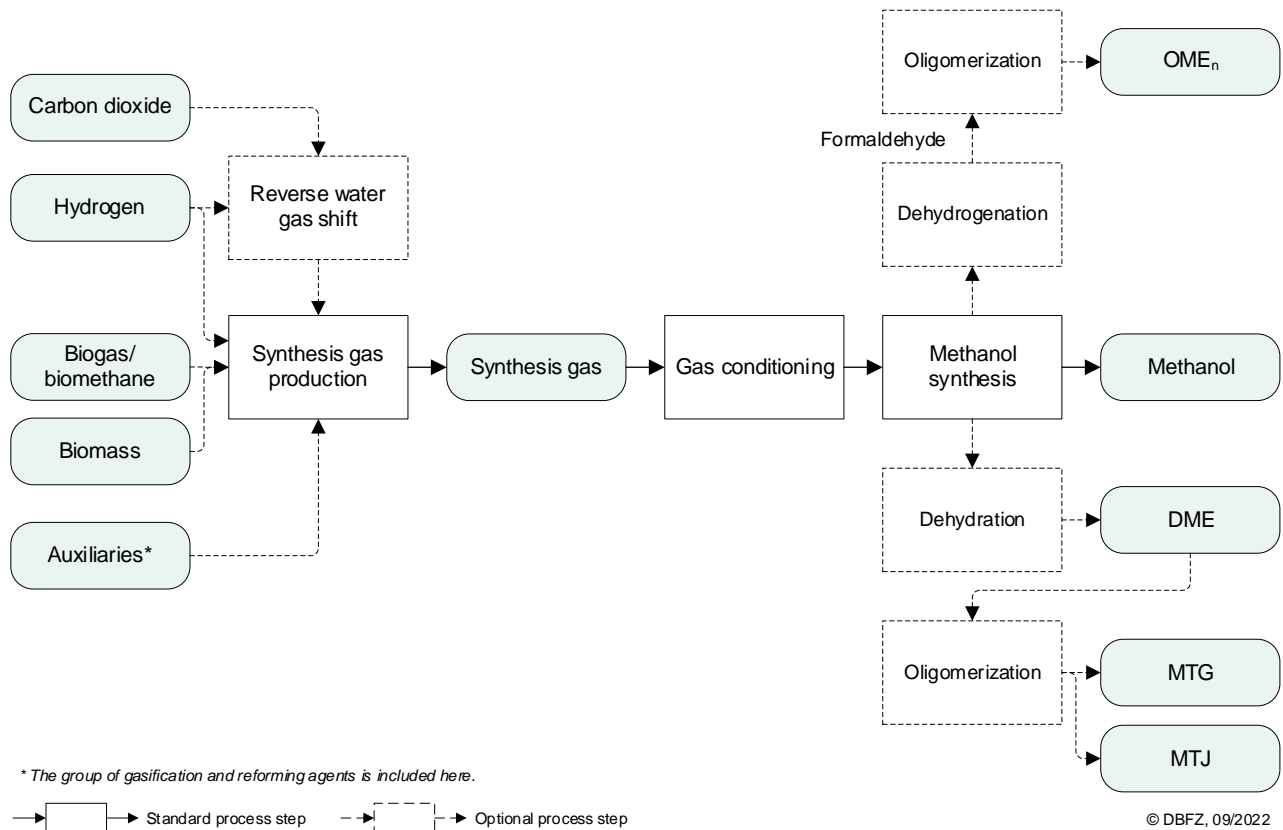 Carbon dioxide
Hydrogen
Biogas/
biomethane
Biomass
Auxiliaries*
Reverse water
gas shift
Synthesis gas
production
Synthesis gas
Gas conditioning
Methanol
synthesis
Methanol
Dehydrogenation
Formaldehyde
Oligomerization
OMEₙ
Dehydration
DME
Oligomerization
MTG
MTJ
* The group of gasification and reforming agents is included here.
Standard process step
Optional process step
© DBFZ, 09/2022